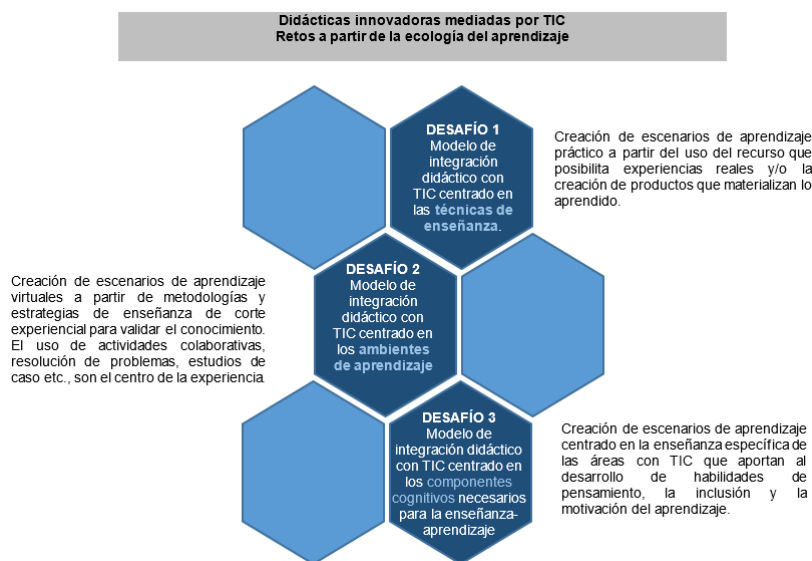 Didácticas innovadoras mediadas por TIC
Retos a partir de la ecología del aprendizaje
DESAFÍO 1
Modelo de
integración
didáctico con
TIC centrado en
las técnicas de
enseñanza.
Creación de escenarios de aprendizaje
práctico a partir del uso del recurso que
posibilita experiencias reales y/o la
creación de productos que materializan lo
aprendido.
DESAFÍO 2
Modelo de
integración
didáctico con
TIC centrado en
los ambientes
de aprendizaje
Creación de escenarios de aprendizaje
virtuales a partir de metodologías y
estrategias de enseñanza de corte
experiencial para validar el conocimiento.
El uso de actividades colaborativas,
resolución de problemas, estudios de
caso etc., son el centro de la experiencia.
DESAFÍO 3
Modelo de
integración didáctico
con TIC centrado en
los componentes
cognitivos necesarios
para la enseñanza-
aprendizaje
Creación de escenarios de aprendizaje
centrado en la enseñanza específica de
las áreas con TIC que aportan al
desarrollo de habilidades de
pensamiento, la inclusión y la
motivación del aprendizaje.